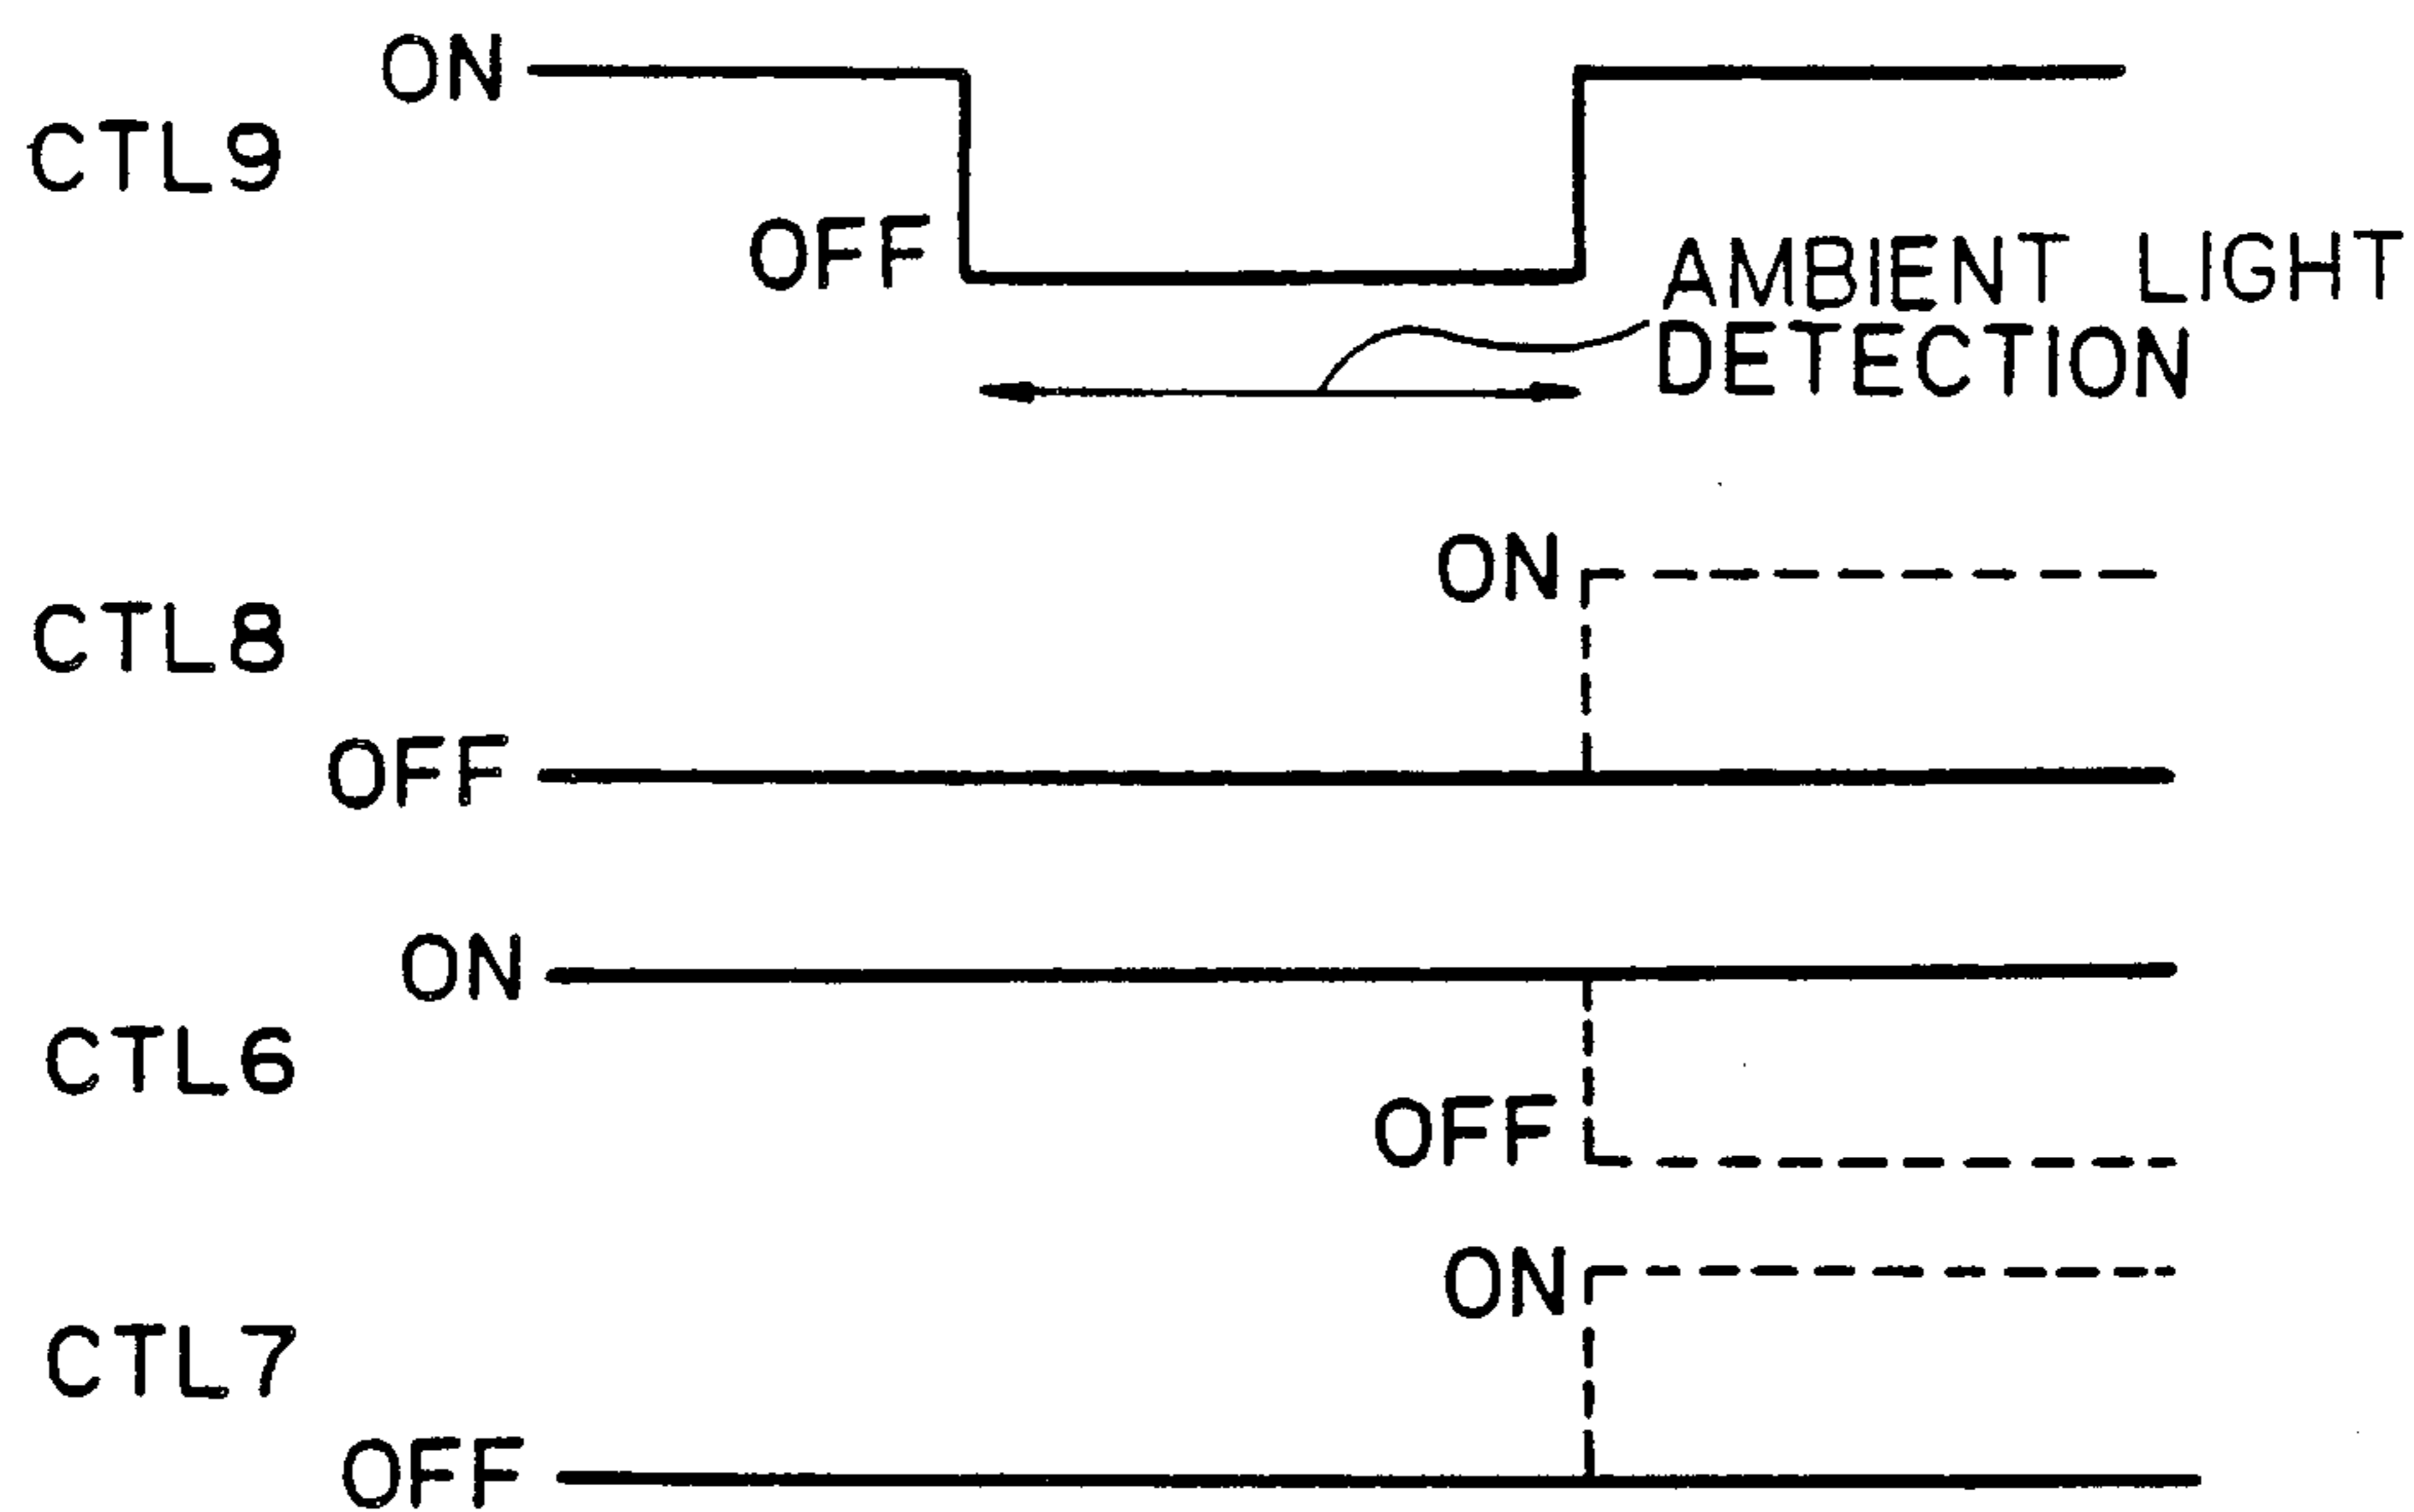 ON
CTL9
OFF
AMBIENT LIGHT
DETECTION
ON
CTL8
OFF
ON
CTL6
OFF
ON
CTL7
OFF